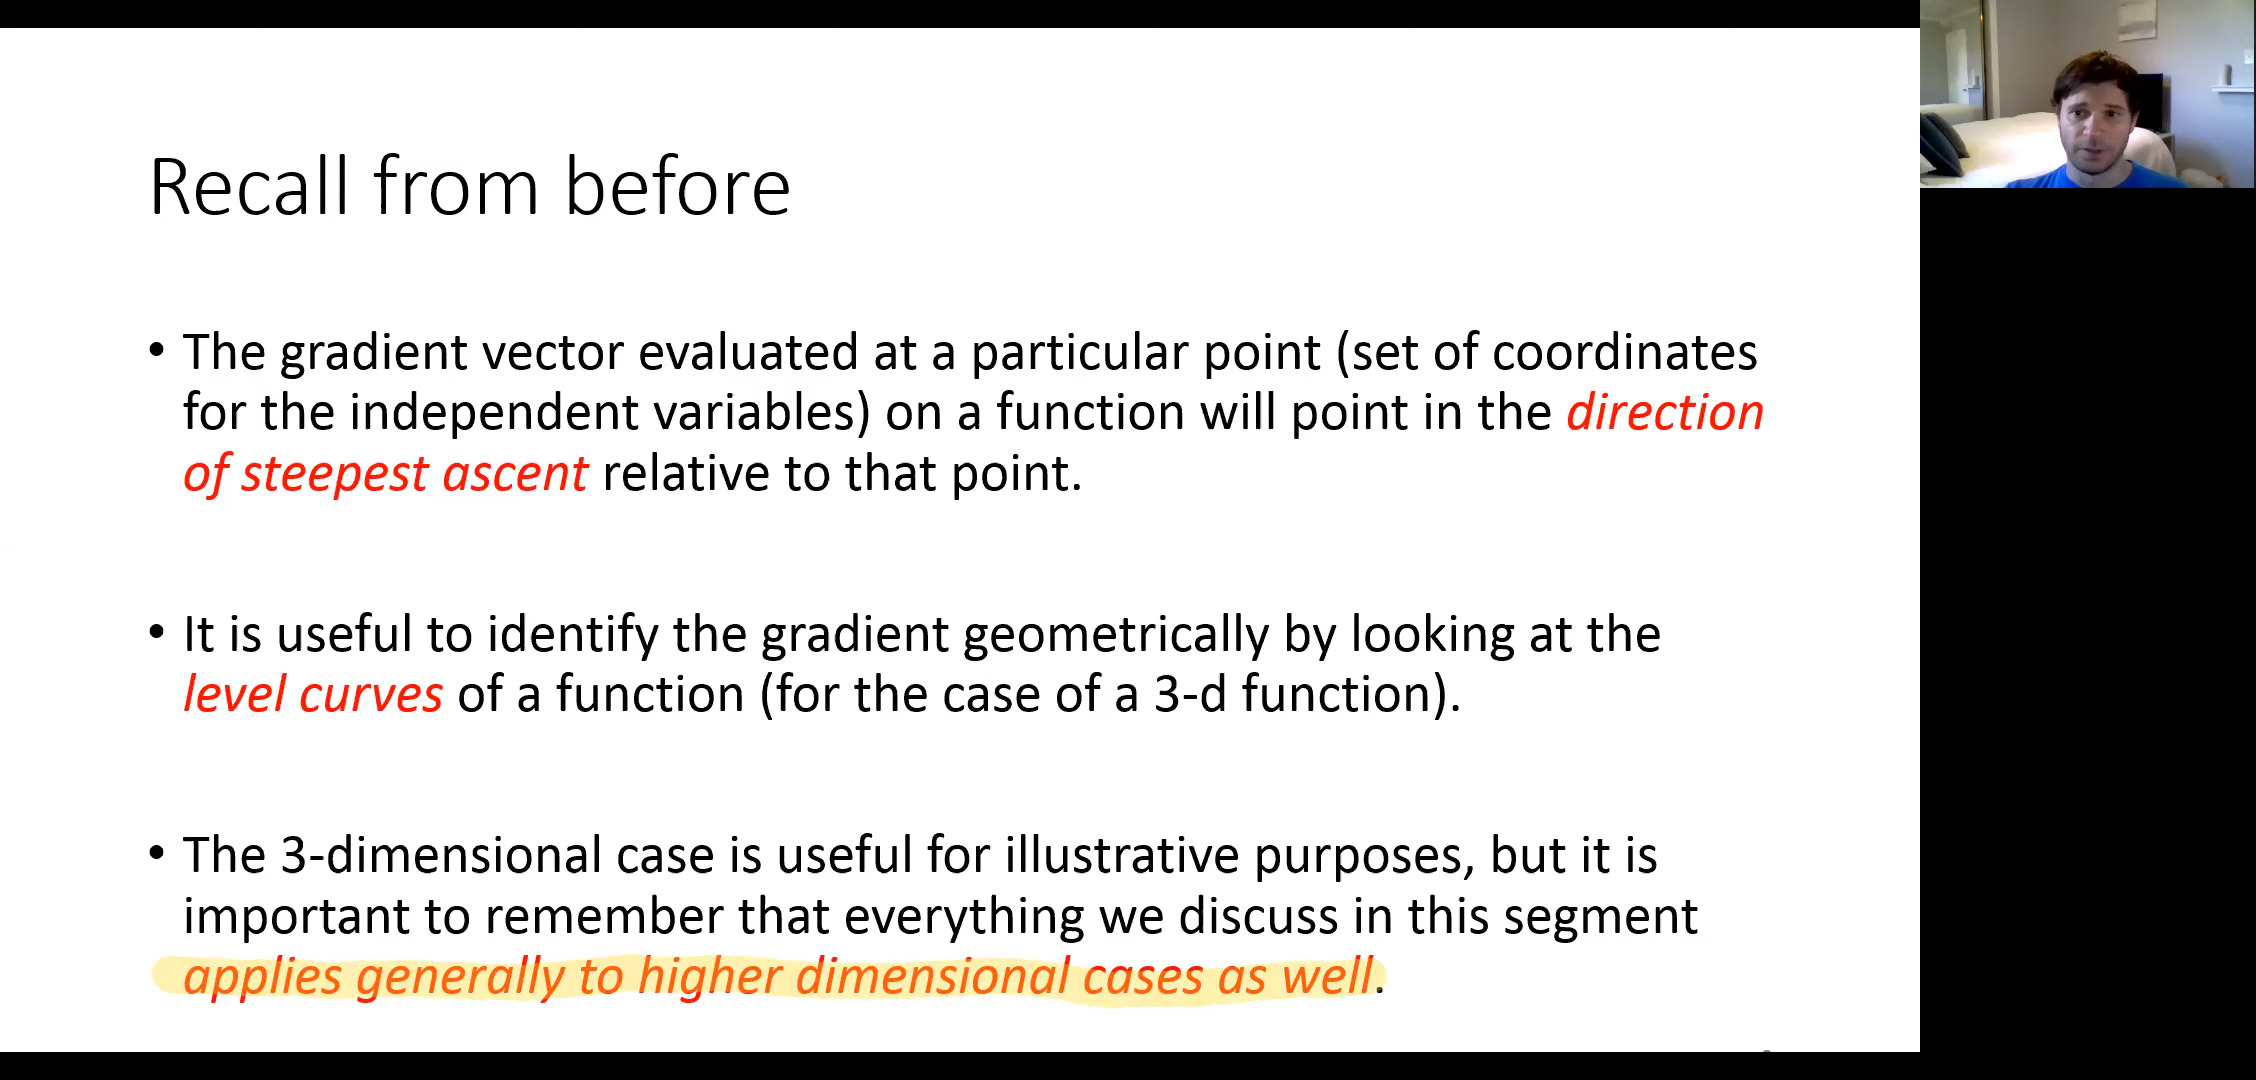 Recall from before
• The gradient vector evaluated at a particular point (set of coordinates
for the independent variables) on a function will point in the direction
of steepest ascent relative to that point.
• It is useful to identify the gradient geometrically by looking at the
level curves of a function (for the case of a 3-d function).
• The 3-dimensional case is useful for illustrative purposes, but it is
important to remember that everything we discuss in this segment
applies generally to higher dimensional cases as well.